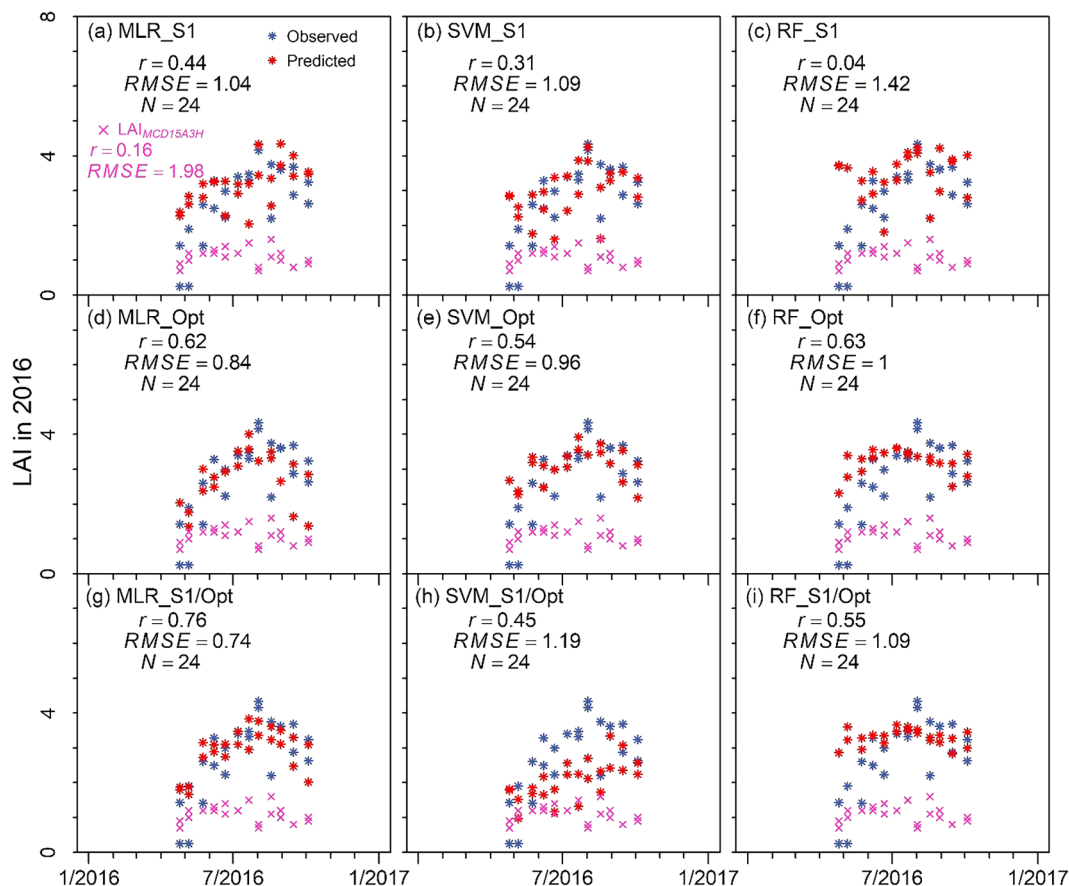 8
(a) MLR_S1
Observed
Predicted
r = 0.44
RMSE = 1.04
N = 24
× LAI_MCD15A3H
r = 0.16
RMSE = 1.98
(b) SVM_S1
r = 0.31
RMSE = 1.09
N = 24
(c) RF_S1
r = 0.04
RMSE = 1.42
N = 24
4
0
(d) MLR_Opt
r = 0.62
RMSE = 0.84
N = 24
(e) SVM_Opt
r = 0.54
RMSE = 0.96
N = 24
(f) RF_Opt
r = 0.63
RMSE = 1
N = 24
LAI in 2016
4
0
(g) MLR_S1/Opt
r = 0.76
RMSE = 0.74
N = 24
(h) SVM_S1/Opt
r = 0.45
RMSE = 1.19
N = 24
(i) RF_S1/Opt
r = 0.55
RMSE = 1.09
N = 24
4
0
1/2016 7/2016 1/2017 7/2016 1/2017 7/2016 1/2017